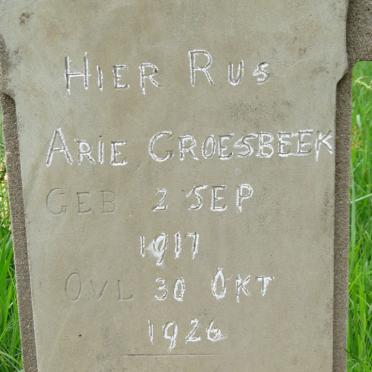 HIER RUS
ARIE GROESBEEK
GEB 2 SEP
1917
OVL 30 OKT
1926